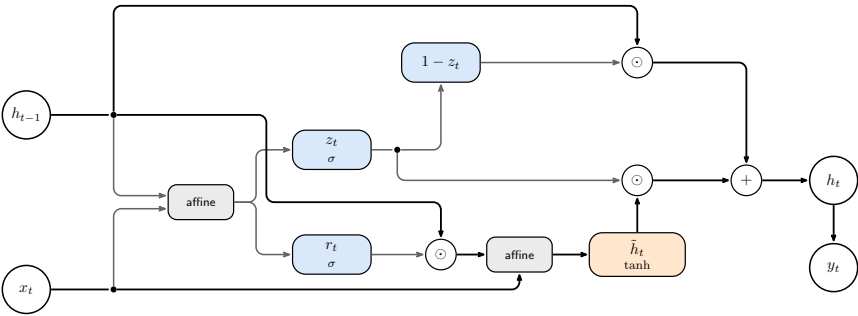 1 − z_t
⊙
h_{t−1}
z_t
σ
⊙
+
h_t
affine
r_t
σ
⊙
affine
h̃_t
tanh
x_t
y_t